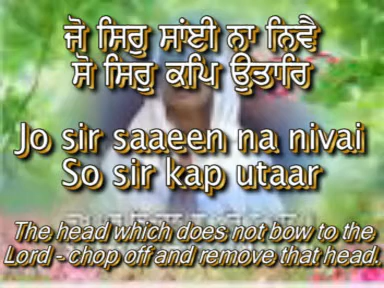 ਜੋ ਸਿਰੁ ਸਾਂਈ ਨਾ ਨਿਵੈ
ਸੋ ਸਿਰੁ ਕਪਿ ਉਤਾਰਿ
Jo sir saaeen na nivai
So sir kap utaar
The head which does not bow to the
Lord - chop off and remove that head.